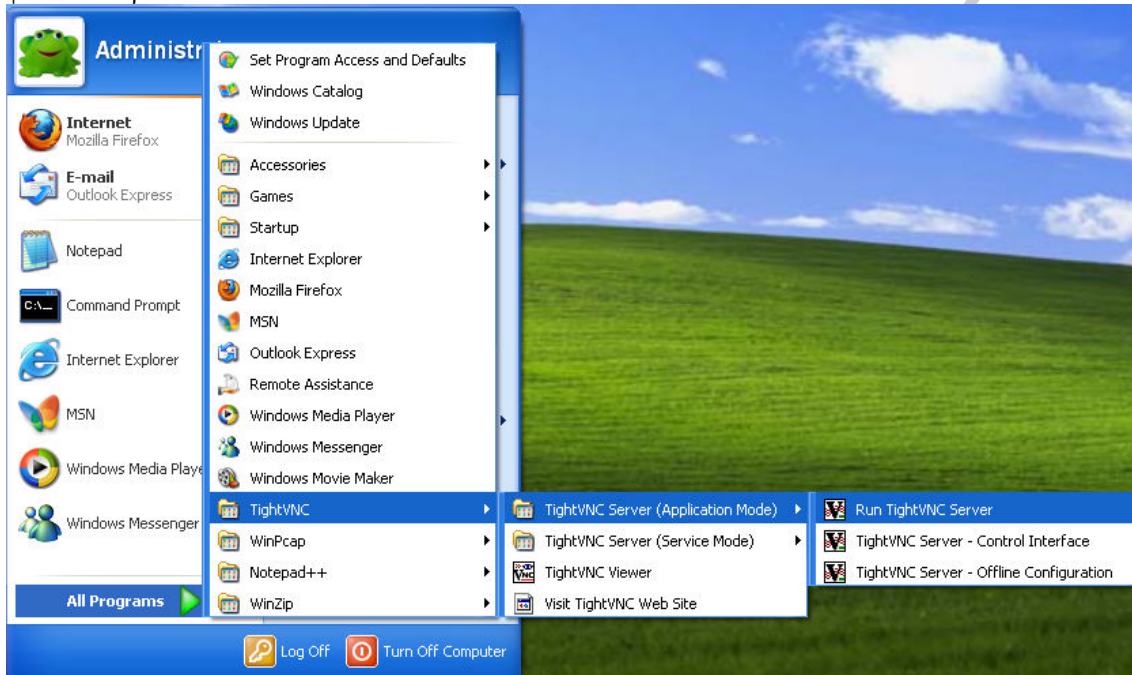 Administr
Internet
Mozilla Firefox
E-mail
Outlook Express
Notepad
C:\_
Command Prompt
Internet Explorer
MSN
Windows Media Playe
Windows Messenger
All Programs
Set Program Access and Defaults
Windows Catalog
Windows Update
Accessories
Games
Startup
Internet Explorer
Mozilla Firefox
MSN
Outlook Express
Remote Assistance
Windows Media Player
Windows Messenger
Windows Movie Maker
TightVNC
WinPcap
Notepad++
WinZip
TightVNC Server (Application Mode)
TightVNC Server (Service Mode)
VNC
TightVNC Viewer
Visit TightVNC Web Site
Run TightVNC Server
TightVNC Server - Control Interface
TightVNC Server - Offline Configuration
Log Off
Turn Off Computer